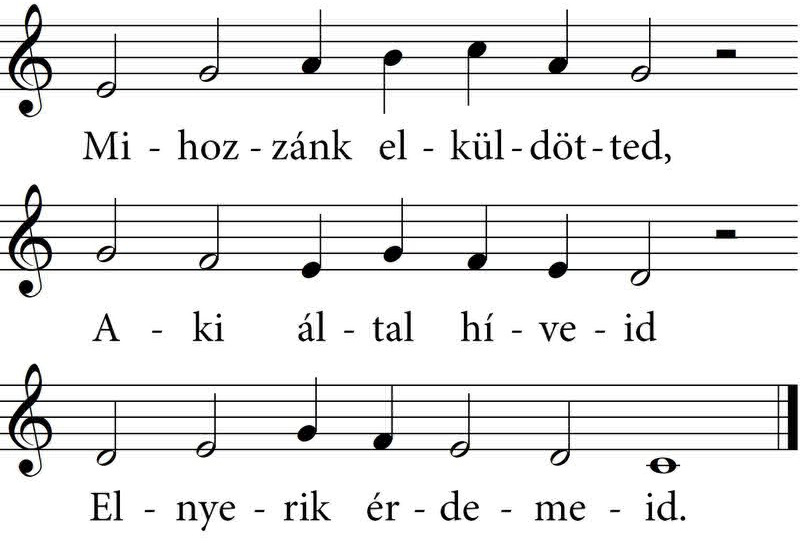 Mi - hoz - zánk el - kül - döt - ted,
A - ki ál - tal hí - ve - id
El - nye - rik ér - de - me - id.